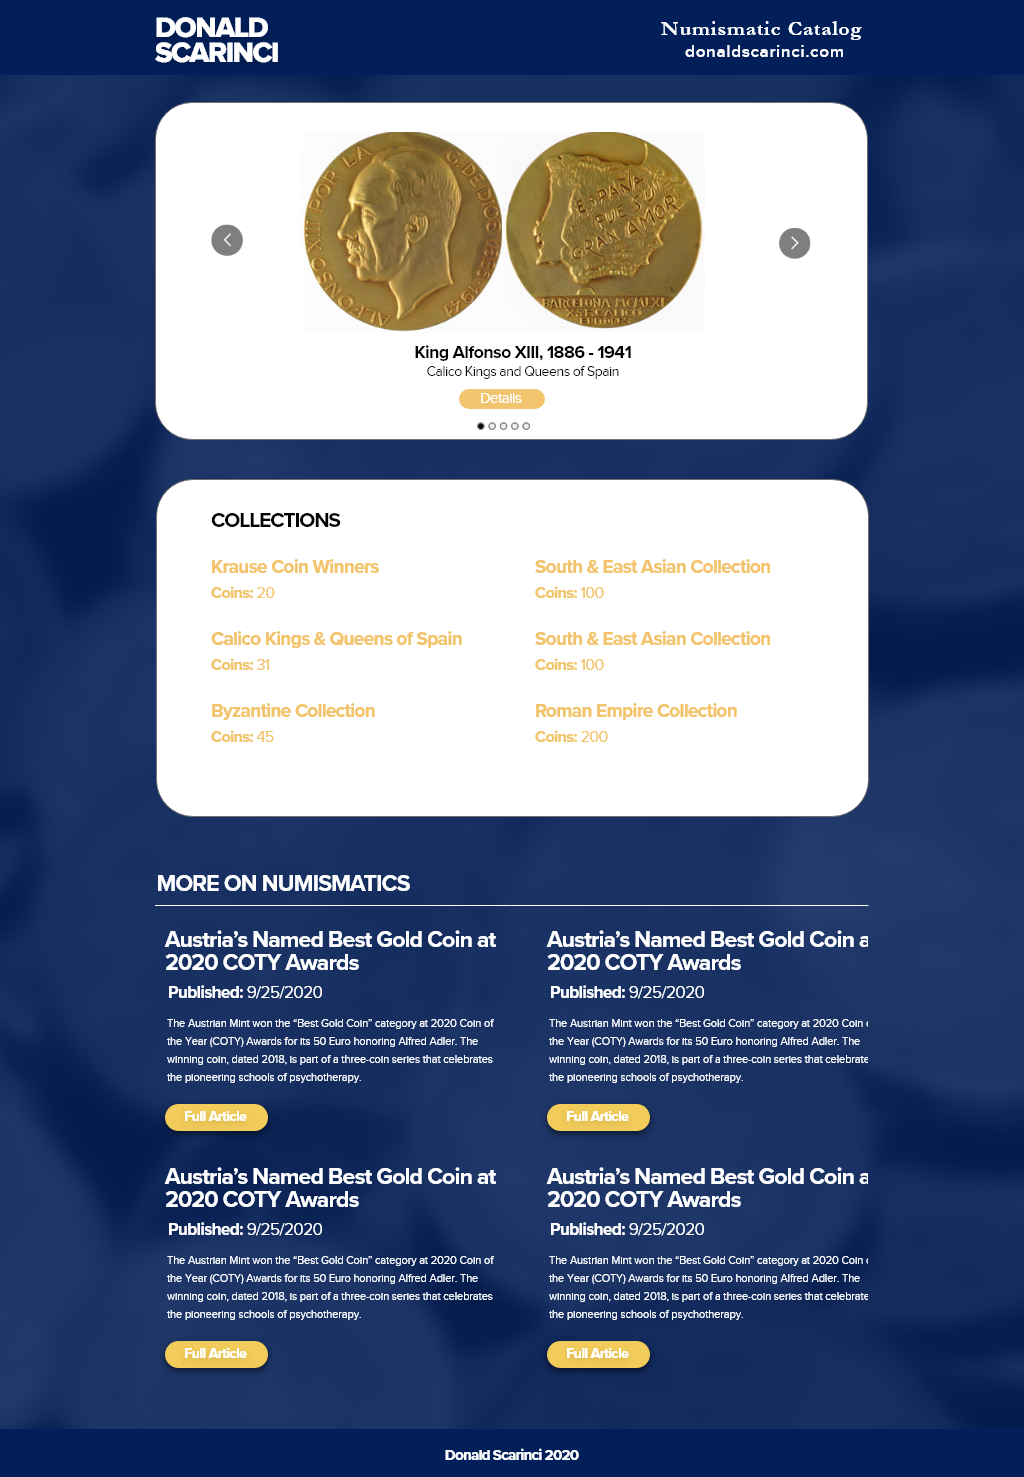 DONALD
SCARINCI
Numismatic Catalog
donaldscarinci.com
ALFONSO XIII POR LA G. DE DIOS 1886-1941
ESPAÑA
FUE SU
GRAN AMOR
BARCELONA MCMLXI
X.S.F. CALICO
EDITORES
King Alfonso XIII, 1886 - 1941
Calico Kings and Queens of Spain
Details
COLLECTIONS
Krause Coin Winners
Coins: 20
South & East Asian Collection
Coins: 100
Calico Kings & Queens of Spain
Coins: 31
South & East Asian Collection
Coins: 100
Byzantine Collection
Coins: 45
Roman Empire Collection
Coins: 200
MORE ON NUMISMATICS
Austria’s Named Best Gold Coin at
2020 COTY Awards
Published: 9/25/2020
The Austrian Mint won the “Best Gold Coin” category at 2020 Coin of
the Year (COTY) Awards for its 50 Euro honoring Alfred Adler. The
winning coin, dated 2018, is part of a three-coin series that celebrates
the pioneering schools of psychotherapy.
Full Article
Austria’s Named Best Gold Coin a
2020 COTY Awards
Published: 9/25/2020
The Austrian Mint won the “Best Gold Coin” category at 2020 Coin
the Year (COTY) Awards for its 50 Euro honoring Alfred Adler. The
winning coin, dated 2018, is part of a three-coin series that celebrate
the pioneering schools of psychotherapy.
Full Article
Austria’s Named Best Gold Coin at
2020 COTY Awards
Published: 9/25/2020
The Austrian Mint won the “Best Gold Coin” category at 2020 Coin of
the Year (COTY) Awards for its 50 Euro honoring Alfred Adler. The
winning coin, dated 2018, is part of a three-coin series that celebrates
the pioneering schools of psychotherapy.
Full Article
Austria’s Named Best Gold Coin a
2020 COTY Awards
Published: 9/25/2020
The Austrian Mint won the “Best Gold Coin” category at 2020 Coin
the Year (COTY) Awards for its 50 Euro honoring Alfred Adler. The
winning coin, dated 2018, is part of a three-coin series that celebrate
the pioneering schools of psychotherapy.
Full Article
Donald Scarinci 2020